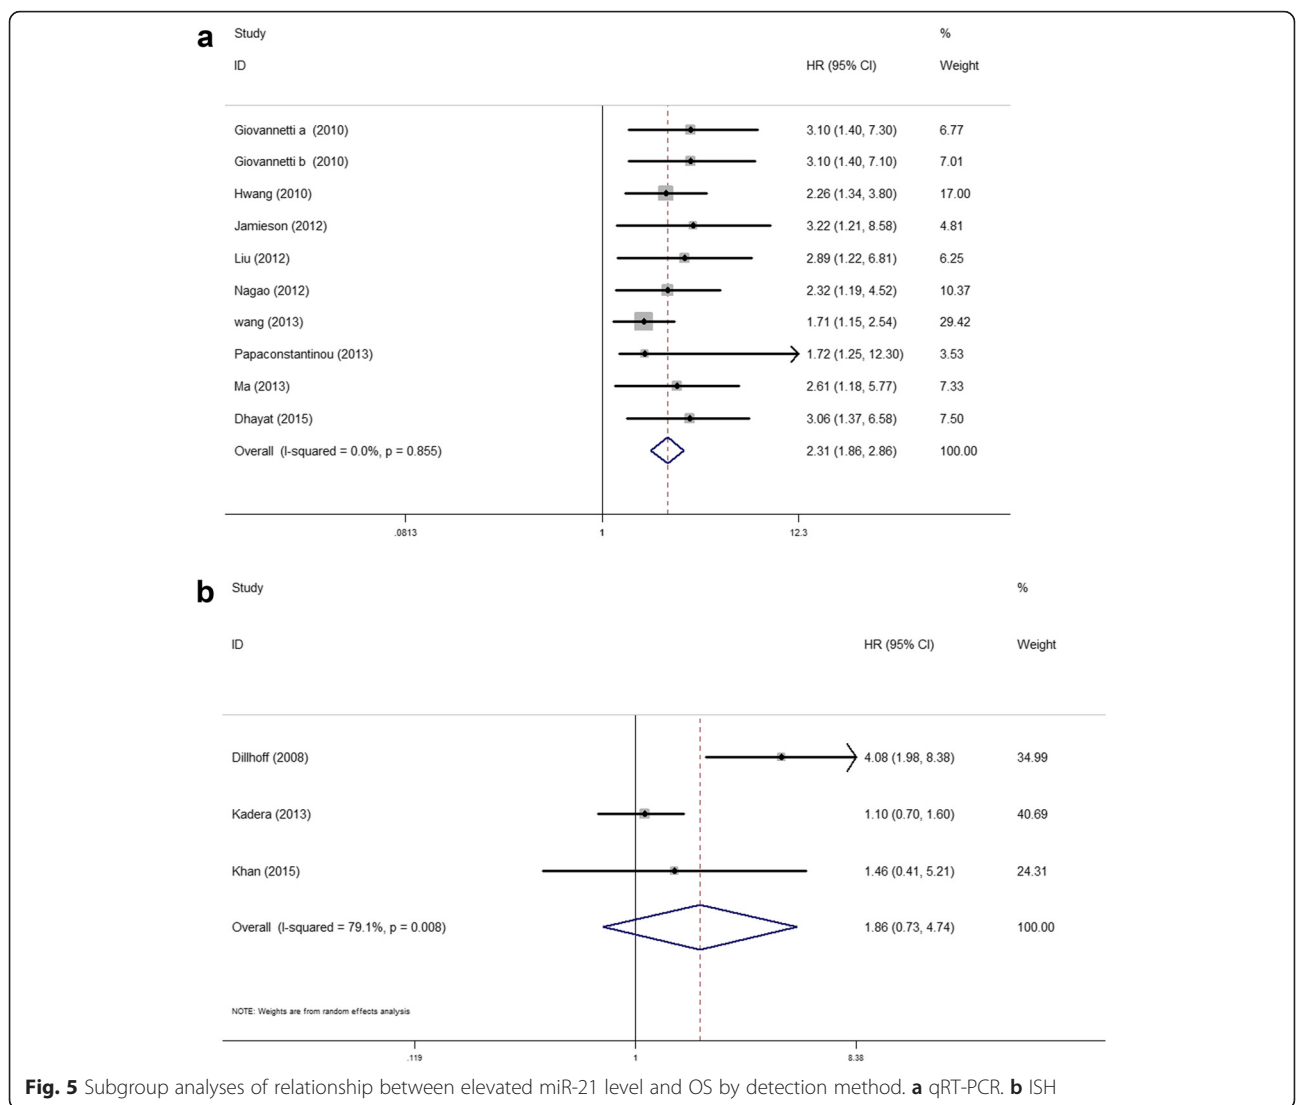 a
Study %
ID HR (95% CI) Weight
Giovannetti a (2010) 3.10 (1.40, 7.30) 6.77
Giovannetti b (2010) 3.10 (1.40, 7.10) 7.01
Hwang (2010) 2.26 (1.34, 3.80) 17.00
Jamieson (2012) 3.22 (1.21, 8.58) 4.81
Liu (2012) 2.89 (1.22, 6.81) 6.25
Nagao (2012) 2.32 (1.19, 4.52) 10.37
wang (2013) 1.71 (1.15, 2.54) 29.42
Papaconstantinou (2013) 1.72 (1.25, 12.30) 3.53
Ma (2013) 2.61 (1.18, 5.77) 7.33
Dhayat (2015) 3.06 (1.37, 6.58) 7.50
Overall (I-squared = 0.0%, p = 0.855) 2.31 (1.86, 2.86) 100.00
.0813 1 12.3
b
Study %
ID HR (95% CI) Weight
Dillhoff (2008) 4.08 (1.98, 8.38) 34.99
Kadera (2013) 1.10 (0.70, 1.60) 40.69
Khan (2015) 1.46 (0.41, 5.21) 24.31
Overall (I-squared = 79.1%, p = 0.008) 1.86 (0.73, 4.74) 100.00
NOTE: Weights are from random effects analysis
.119 1 8.38
Fig. 5 Subgroup analyses of relationship between elevated miR-21 level and OS by detection method. a qRT-PCR. b ISH